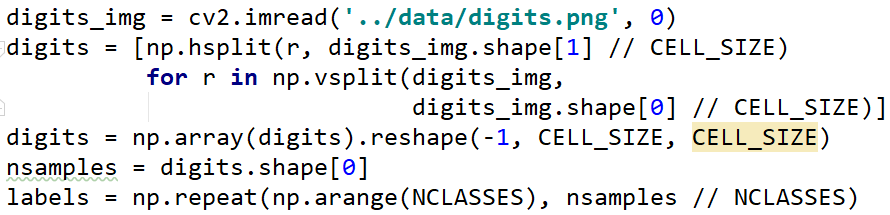 digits_img = cv2.imread('../data/digits.png', 0)
digits = [np.hsplit(r, digits_img.shape[1] // CELL_SIZE)
          for r in np.vsplit(digits_img,
                             digits_img.shape[0] // CELL_SIZE)]
digits = np.array(digits).reshape(-1, CELL_SIZE, CELL_SIZE)
nsamples = digits.shape[0]
labels = np.repeat(np.arange(NCLASSES), nsamples // NCLASSES)